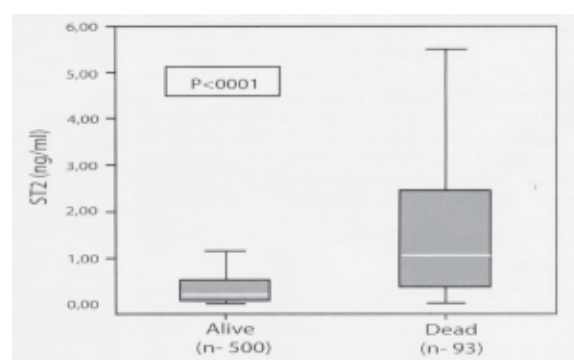 6,00
5,00
4,00
3,00
2,00
1,00
0,00
ST2 (ng/ml)
P<0001
Alive
(n- 500)
Dead
(n- 93)